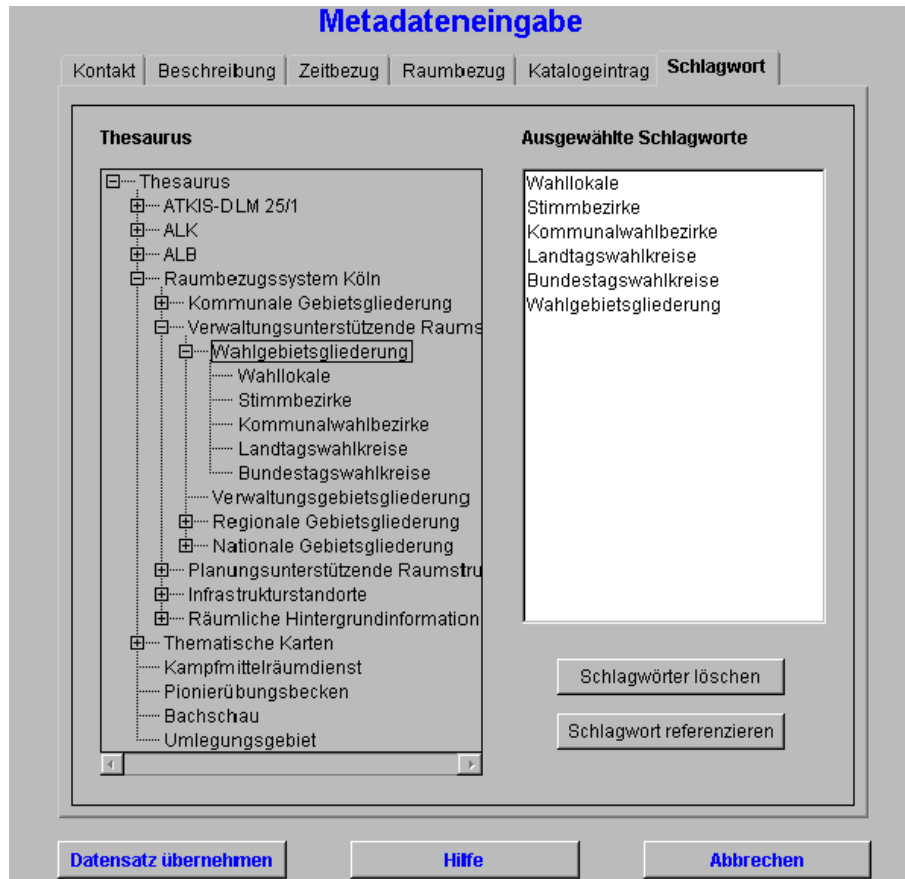 Metadateneingabe
Kontakt Beschreibung Zeitbezug Raumbezug Katalogeintrag Schlagwort
Thesaurus
Thesaurus
ATKIS-DLM 25/1
ALK
ALB
Raumbezugssystem Köln
Kommunale Gebietsgliederung
Verwaltungsunterstützende Raums
Wahlgebietsgliederung
Wahllokale
Stimmbezirke
Kommunalwahlbezirke
Landtagswahlkreise
Bundestagswahlkreise
Verwaltungsgebietsgliederung
Regionale Gebietsgliederung
Nationale Gebietsgliederung
Planungsunterstützende Raumstru
Infrastrukturstandorte
Räumliche Hintergrundinformation
Thematische Karten
Kampfmittelräumdienst
Pionierübungsbecken
Bachschau
Umlegungsgebiet
Ausgewählte Schlagworte
Wahllokale
Stimmbezirke
Kommunalwahlbezirke
Landtagswahlkreise
Bundestagswahlkreise
Wahlgebietsgliederung
Schlagwörter löschen
Schlagwort referenzieren
Datensatz übernehmen Hilfe Abbrechen